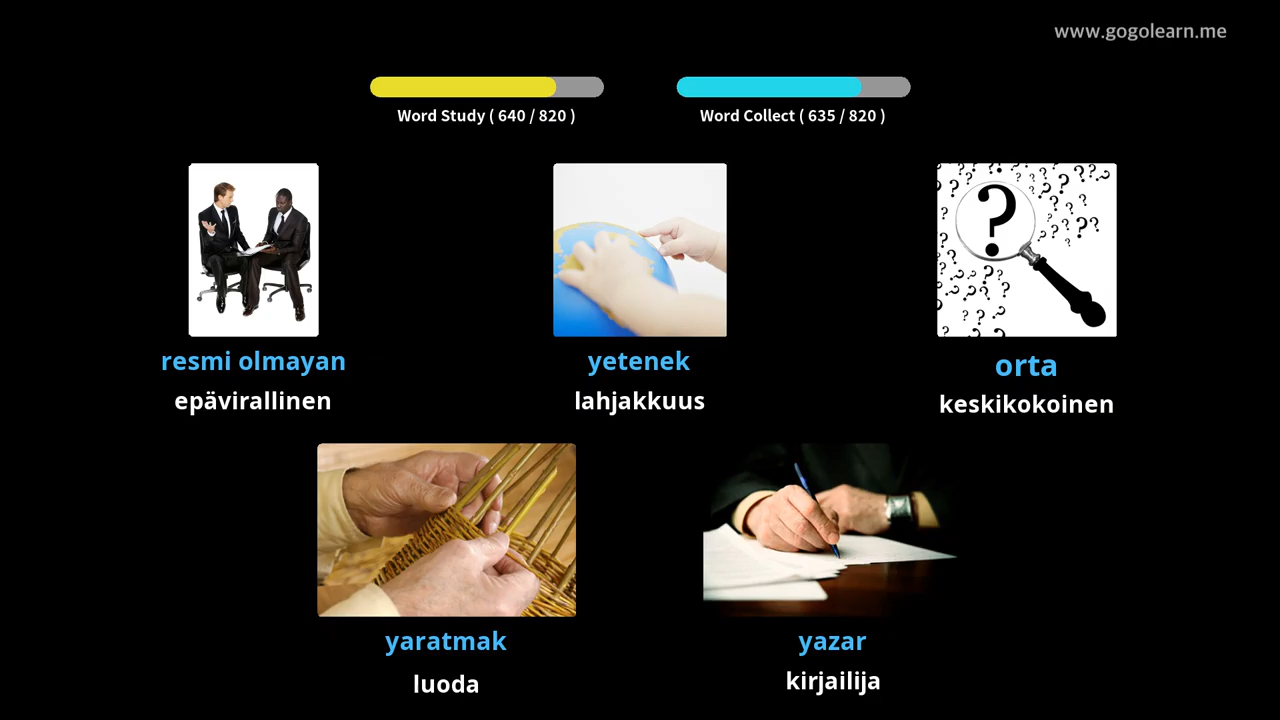 www.gogolearn.me
Word Study ( 640 / 820 )
Word Collect ( 635 / 820 )
resmi olmayan
epävirallinen
yetenek
lahjakkuus
orta
keskikokoinen
yaratmak
luoda
yazar
kirjailija